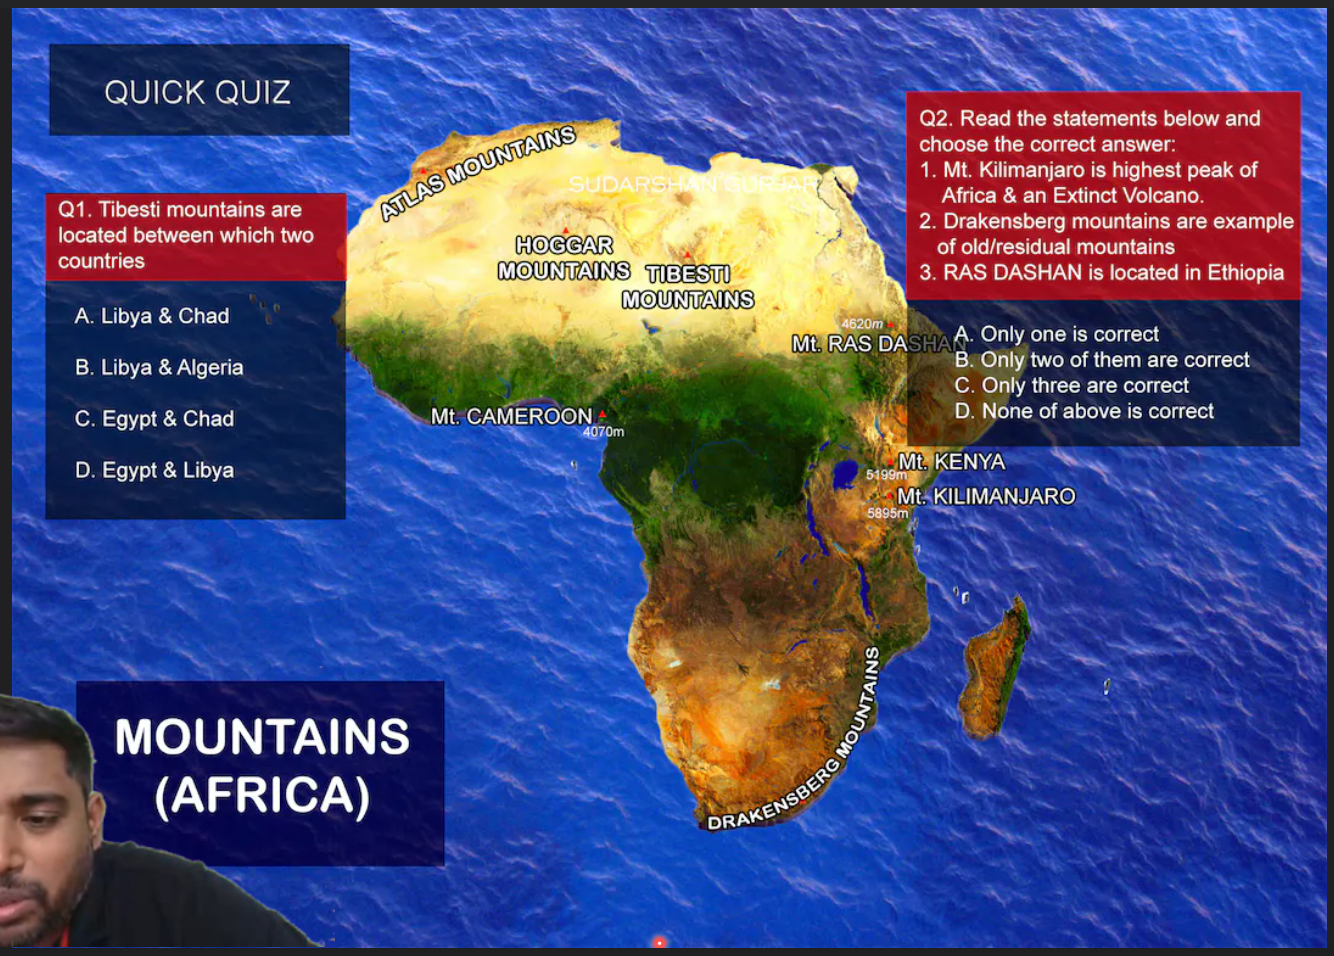 QUICK QUIZ
Q1. Tibesti mountains are
located between which two
countries
A. Libya & Chad
B. Libya & Algeria
C. Egypt & Chad
D. Egypt & Libya
MOUNTAINS
(AFRICA)
ATLAS MOUNTAINS
SUDARSHAN GURJAR
HOGGAR
MOUNTAINS
TIBESTI
MOUNTAINS
4620m
Mt. RAS DASHAN
Mt. CAMEROON
4070m
Mt. KENYA
5199m
Mt. KILIMANJARO
5895m
DRAKENSBERG MOUNTAINS
Q2. Read the statements below and
choose the correct answer:
1. Mt. Kilimanjaro is highest peak of
Africa & an Extinct Volcano.
2. Drakensberg mountains are example
of old/residual mountains
3. RAS DASHAN is located in Ethiopia
A. Only one is correct
B. Only two of them are correct
C. Only three are correct
D. None of above is correct